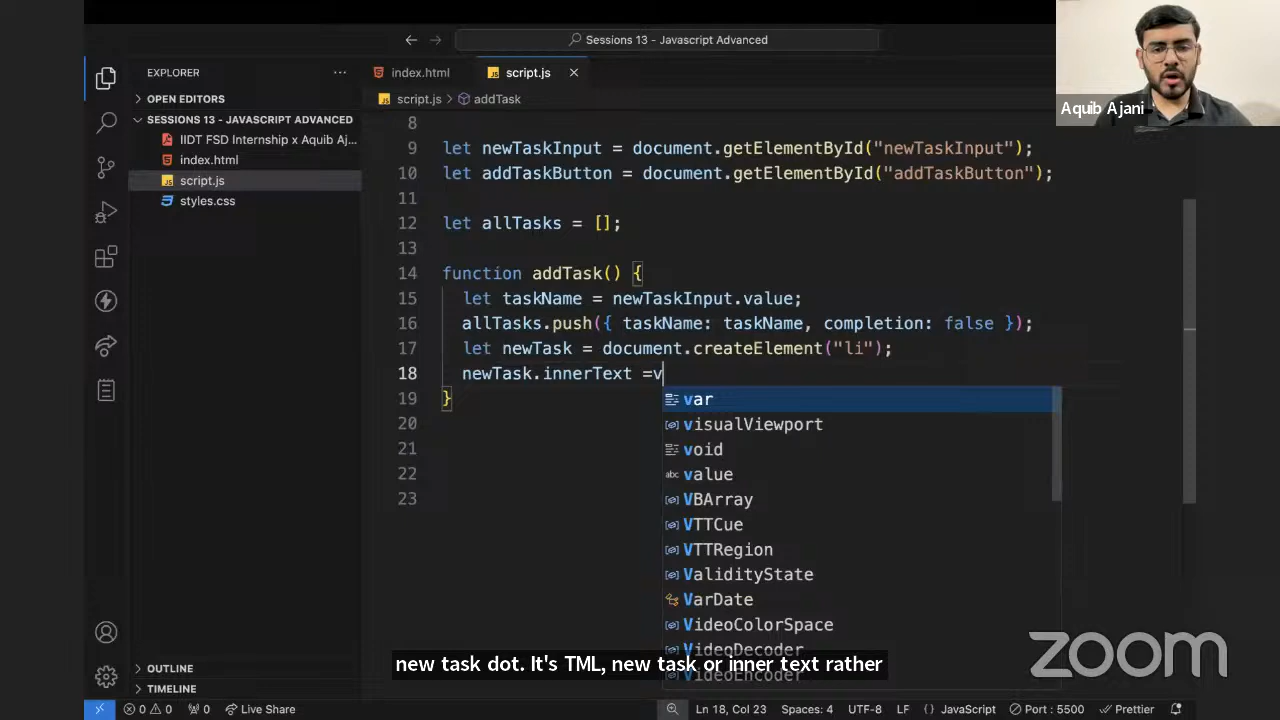 Sessions 13 - Javascript Advanced
Aquib Ajani
EXPLORER
index.html
script.js
OPEN EDITORS
script.js
addTask
SESSIONS 13 - JAVASCRIPT ADVANCED
IIDT FSD Internship x Aquib Aj...
index.html
script.js
styles.css
8
9 let newTaskInput = document.getElementById("newTaskInput");
10 let addTaskButton = document.getElementById("addTaskButton");
11
12 let allTasks = [];
13
14 function addTask() {
15 let taskName = newTaskInput.value;
16 allTasks.push({ taskName: taskName, completion: false });
17 let newTask = document.createElement("li");
18 newTask.innerText =v
19 }
20
21
22
23
var
visualViewport
void
value
VBArray
VTTCue
VTTRegion
ValidityState
VarDate
VideoColorSpace
VideoDecoder
VideoEncoder
new task dot. It's TML, new task or inner text rather
zoom
OUTLINE
TIMELINE
0 0 0 Live Share
Ln 18, Col 23 Spaces: 4 UTF-8 LF {} JavaScript Port : 5500 Prettier